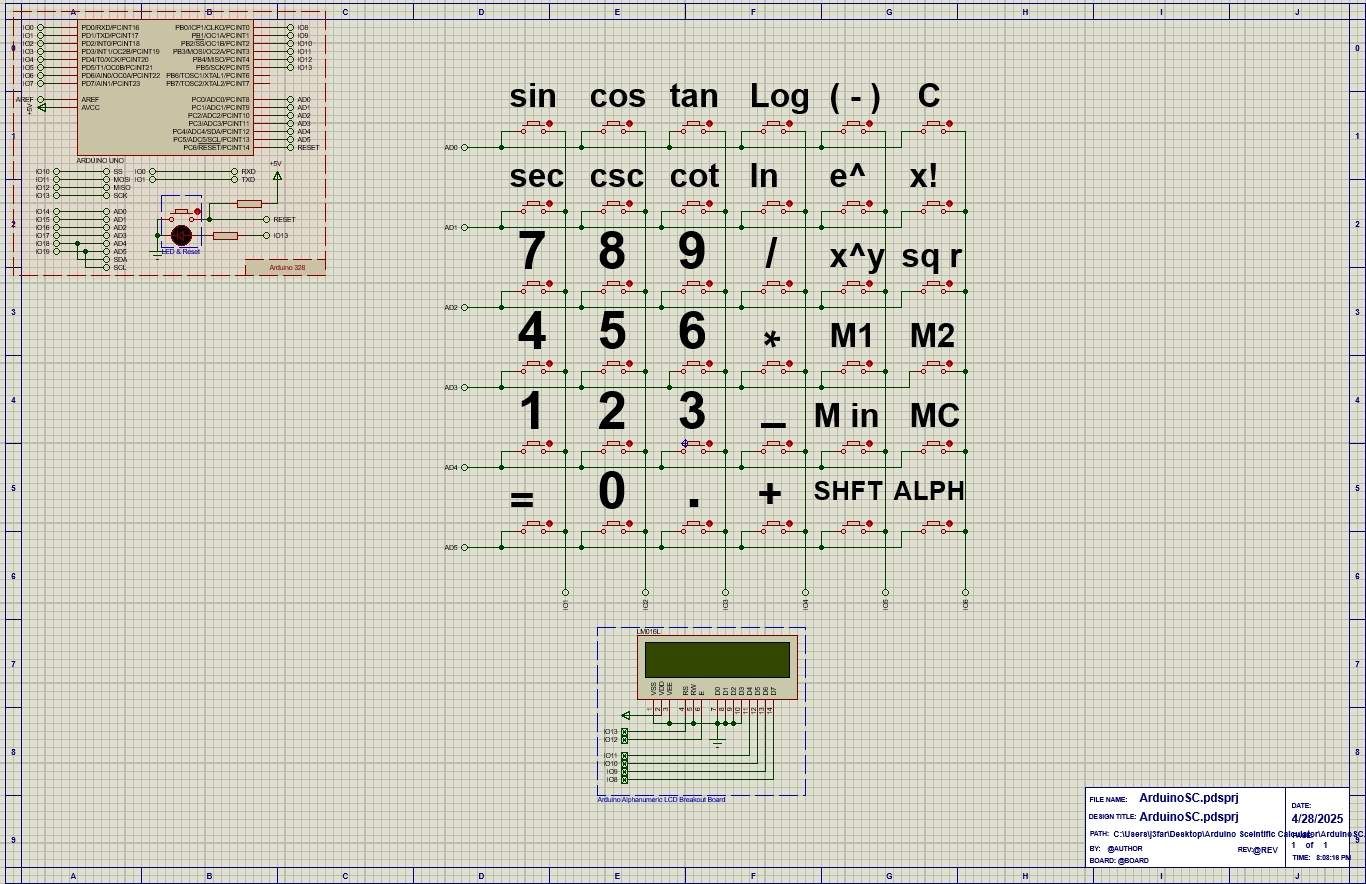 A B C D E F G H I J
0 1 2 3 4 5 6 7 8 9
IO0 PD0/RXD/PCINT16 PB0/ICP1/CLKO/PCINT0 IO8
IO1 PD1/TXD/PCINT17 PB1/OC1A/PCINT1 IO9
IO2 PD2/INT0/PCINT18 PB2/SS/OC1B/PCINT2 IO10
IO3 PD3/INT1/OC2B/PCINT19 PB3/MOSI/OC2A/PCINT3 IO11
IO4 PD4/T0/XCK/PCINT20 PB4/MISO/PCINT4 IO12
IO5 PD5/T1/OC0B/PCINT21 PB5/SCK/PCINT5 IO13
IO6 PD6/AIN0/OC0A/PCINT22 PB6/TOSC1/XTAL1/PCINT6
IO7 PD7/AIN1/PCINT23 PB7/TOSC2/XTAL2/PCINT7
AREF AREF PC0/ADC0/PCINT8 AD0
+5V AVCC PC1/ADC1/PCINT9 AD1
PC2/ADC2/PCINT10 AD2
PC3/ADC3/PCINT11 AD3
PC4/ADC4/SDA/PCINT12 AD4
PC5/ADC5/SCL/PCINT13 AD5
PC6/RESET/PCINT14 RESET
ARDUINO UNO
+5V
IO10 SS IO0 RXD
IO11 MOSI IO1 TXD
IO12 MISO
IO13 SCK
IO14 AD0
IO15 AD1 RESET
IO16 AD2
IO17 AD3 IO13
IO18 AD4
IO19 AD5
SDA
SCL
LED & Reset
Arduino 328
sin cos tan Log ( - ) C
AD0
sec csc cot ln e^ x!
AD1
7 8 9 / x^y sq r
AD2
4 5 6 * M1 M2
AD3
1 2 3 _ M in MC
AD4
= 0 . + SHFT ALPH
AD5
IO1 IO2 IO3 IO4 IO5 IO6
LM016L
VSS VDD VEE RS RW E D0 D1 D2 D3 D4 D5 D6 D7
1 2 3 4 5 6 7 8 9 10 11 12 13 14
IO13
IO12
IO11
IO10
IO9
IO8
Arduino Alphanumeric LCD Breakout Board
FILE NAME: ArduinoSC.pdsprj
DESIGN TITLE: ArduinoSC.pdsprj
PATH: C:\Users\j3far\Desktop\Arduino Sceintific Calculator\ArduinoSC.
BY: @AUTHOR
REV:@REV
BOARD: @BOARD
DATE:
4/28/2025
PAGE:
1 of 1
TIME: 8:03:16 PM
A B C D E F G H I J
0 1 2 3 4 5 6 7 8 9